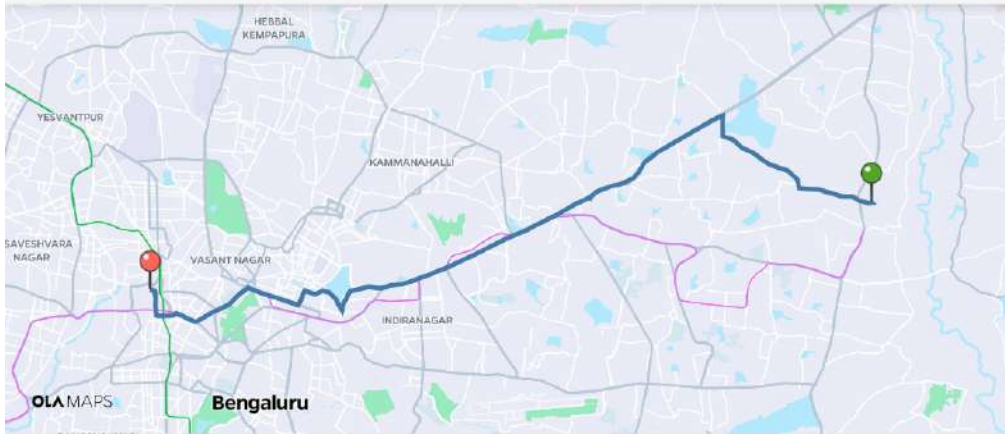 HEBBAL
KEMPAPURA
YESVANTPUR
KAMMANAHALLI
SAVESHVARA
NAGAR
VASANT NAGAR
INDIRANAGAR
OLA MAPS
Bengaluru